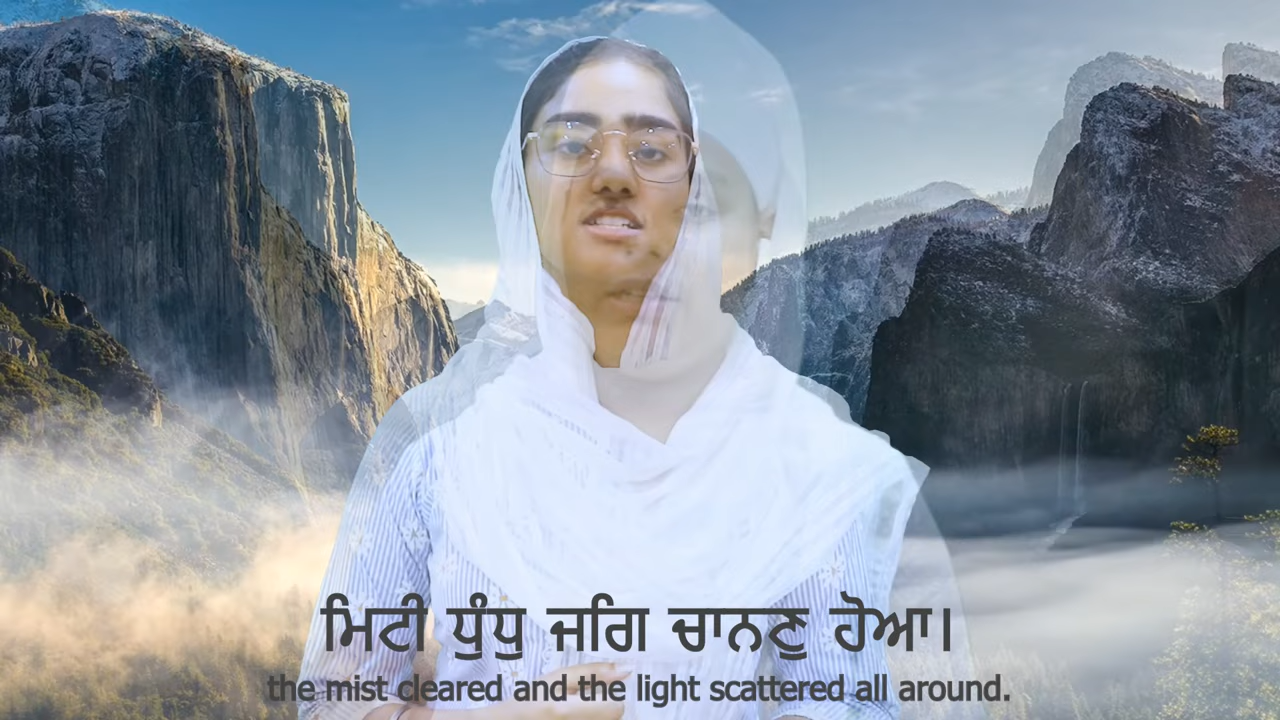 ਮਿਟੀ ਧੁੰਧੁ ਜਗਿ ਚਾਨਣੁ ਹੋਆ।
the mist cleared and the light scattered all around.